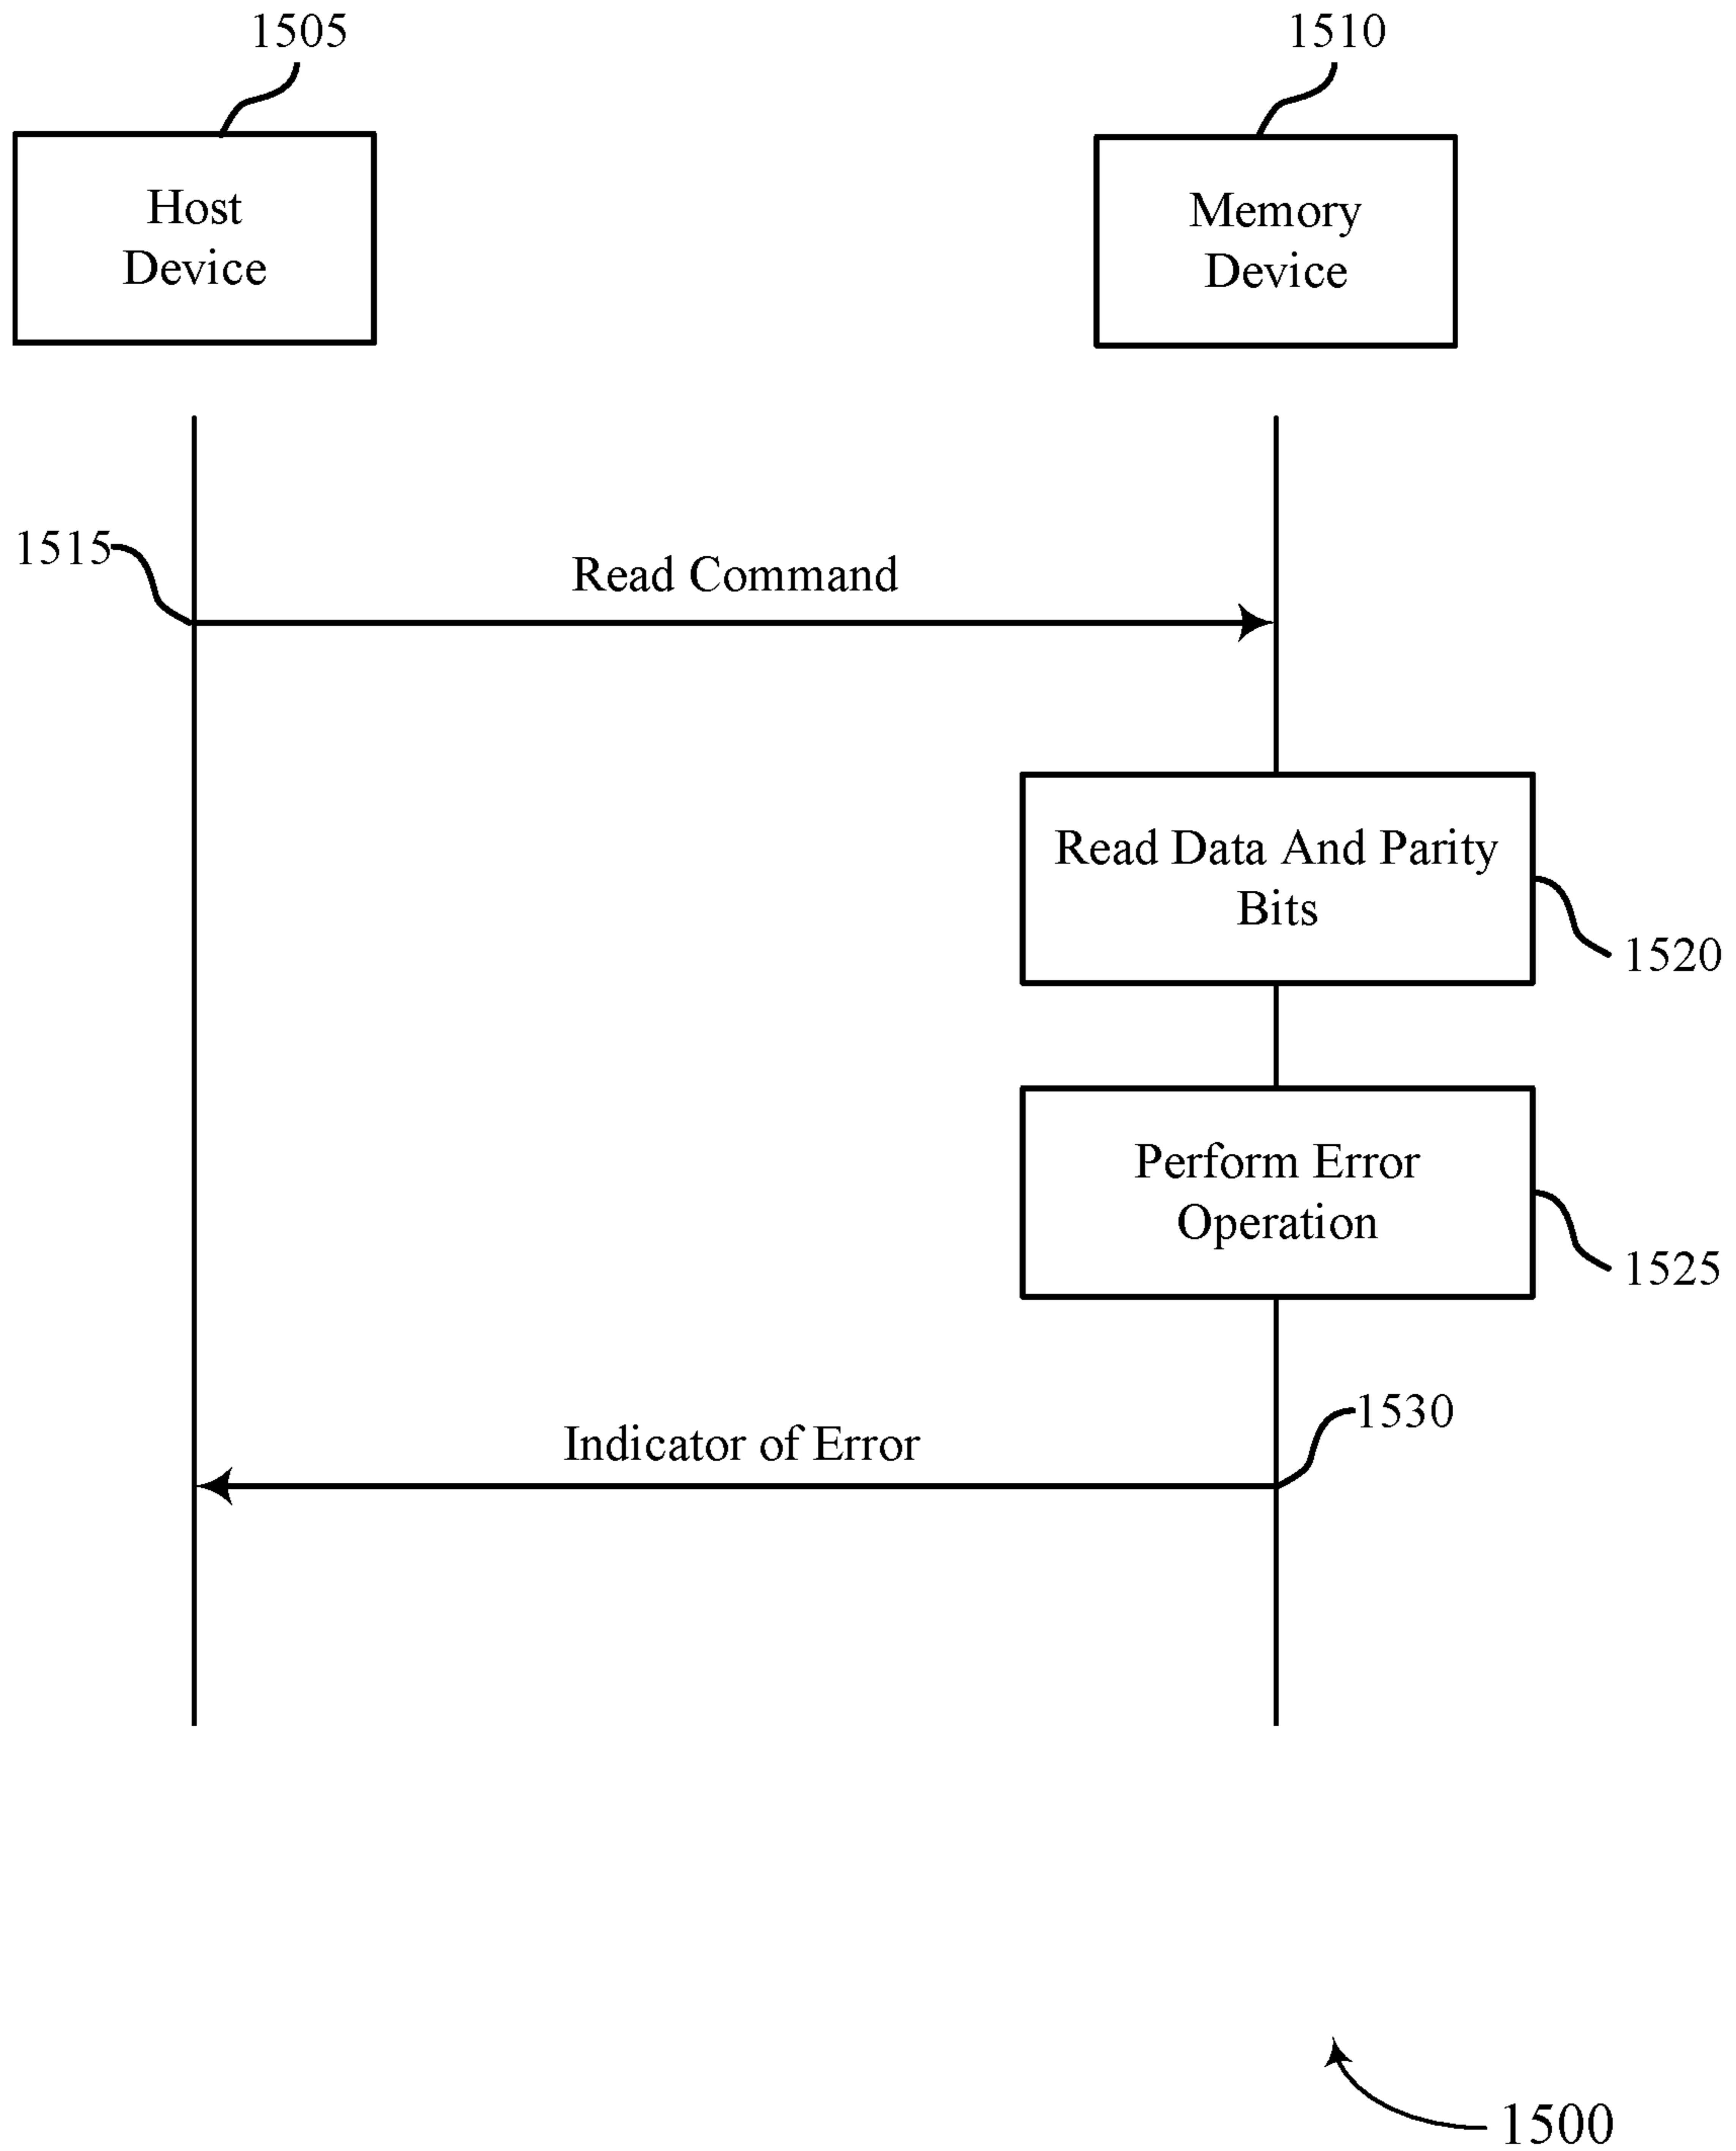 1505
1510
Host
Device
Memory
Device
1515
Read Command
Read Data And Parity
Bits
1520
Perform Error
Operation
1525
1530
Indicator of Error
1500